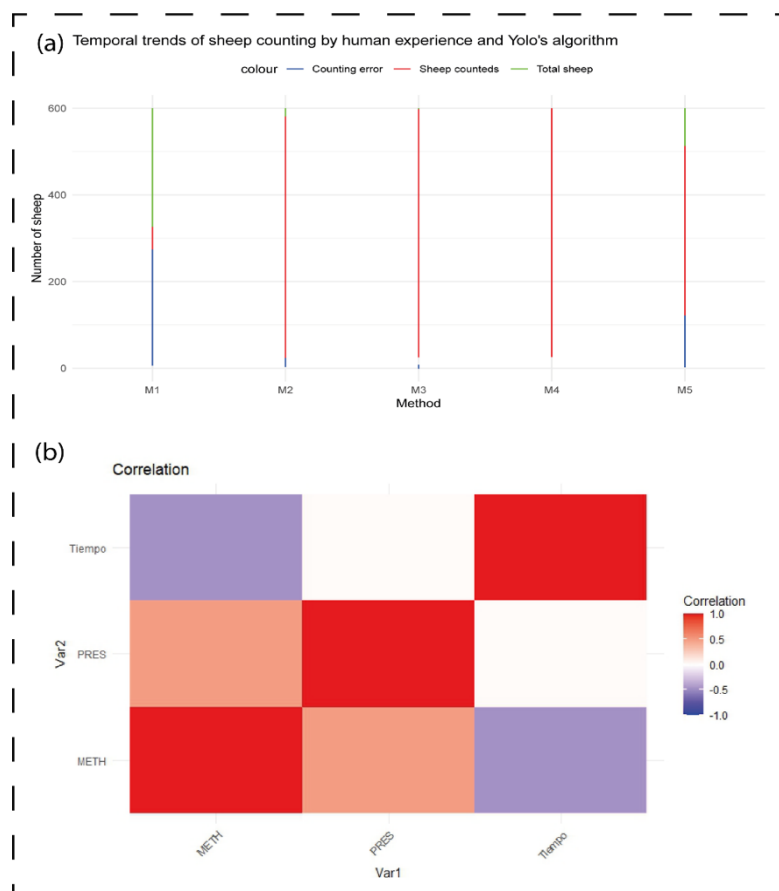 (a) Temporal trends of sheep counting by human experience and Yolo's algorithm
colour Counting error Sheep counteds Total sheep
600
400
200
0
Number of sheep
M1 M2 M3 M4 M5
Method
(b)
Correlation
Tiempo
PRES
METH
Var2
METH PRES Tiempo
Var1
Correlation
1.0
0.5
0.0
-0.5
-1.0